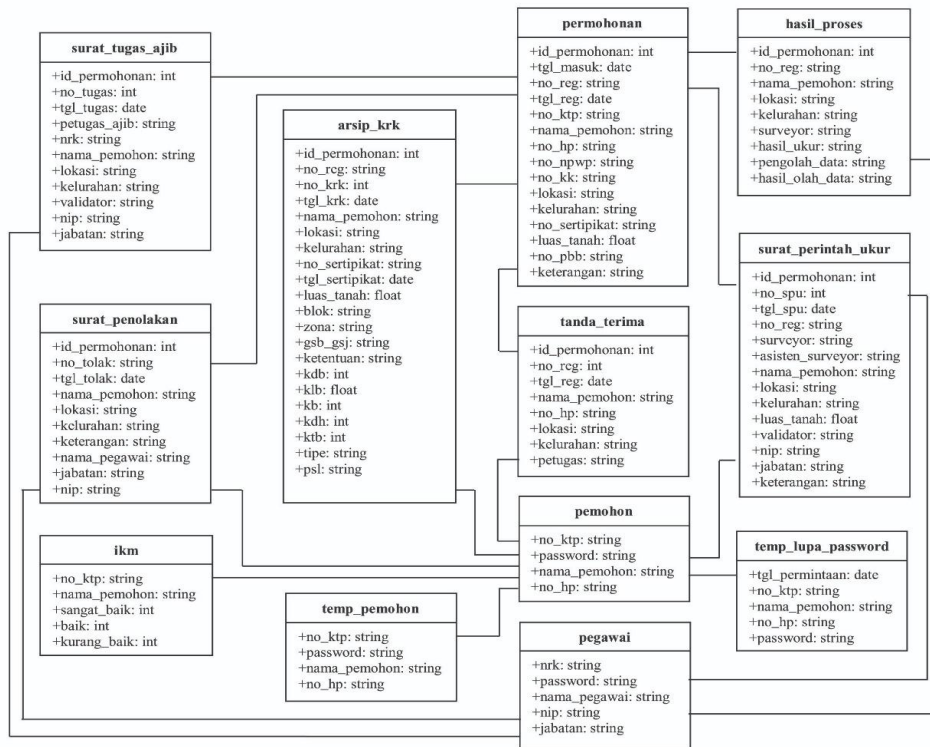 surat_tugas_ajib
+id_permohonan: int
+no_tugas: int
+tgl_tugas: date
+petugas_ajib: string
+nrk: string
+nama_pemohon: string
+lokasi: string
+kelurahan: string
+validator: string
+nip: string
+jabatan: string
surat_penolakan
+id_permohonan: int
+no_tolak: string
+tgl_tolak: date
+nama_pemohon: string
+lokasi: string
+kelurahan: string
+keterangan: string
+nama_pegawai: string
+jabatan: string
+nip: string
ikm
+no_ktp: string
+nama_pemohon: string
+sangat_baik: int
+baik: int
+kurang_baik: int
arsip_krk
+id_permohonan: int
+no_reg: string
+no_krk: int
+tgl_krk: date
+nama_pemohon: string
+lokasi: string
+kelurahan: string
+no_sertipikat: string
+tgl_sertipikat: date
+luas_tanah: float
+blok: string
+zona: string
+gsb_gsj: string
+ketentuan: string
+kdb: int
+klb: float
+kb: int
+kdh: int
+ktb: int
+tipe: string
+psl: string
temp_pemohon
+no_ktp: string
+password: string
+nama_pemohon: string
+no_hp: string
permohonan
+id_permohonan: int
+tgl_masuk: date
+no_reg: string
+tgl_reg: date
+no_ktp: string
+nama_pemohon: string
+no_hp: string
+no_npwp: string
+no_kk: string
+lokasi: string
+kelurahan: string
+no_sertipikat: string
+luas_tanah: float
+no_pbb: string
+keterangan: string
tanda_terima
+id_permohonan: int
+no_reg: int
+tgl_reg: date
+nama_pemohon: string
+no_hp: string
+lokasi: string
+kelurahan: string
+petugas: string
pemohon
+no_ktp: string
+password: string
+nama_pemohon: string
+no_hp: string
pegawai
+nrk: string
+password: string
+nama_pegawai: string
+nip: string
+jabatan: string
hasil_proses
+id_permohonan: int
+no_reg: string
+nama_pemohon: string
+lokasi: string
+kelurahan: string
+surveyor: string
+hasil_ukur: string
+pengolah_data: string
+hasil_olah_data: string
surat_perintah_ukur
+id_permohonan: int
+no_spu: int
+tgl_spu: date
+no_reg: string
+surveyor: string
+asisten_surveyor: string
+nama_pemohon: string
+lokasi: string
+kelurahan: string
+luas_tanah: float
+validator: string
+nip: string
+jabatan: string
+keterangan: string
temp_lupa_password
+tgl_permintaan: date
+no_ktp: string
+nama_pemohon: string
+no_hp: string
+password: string